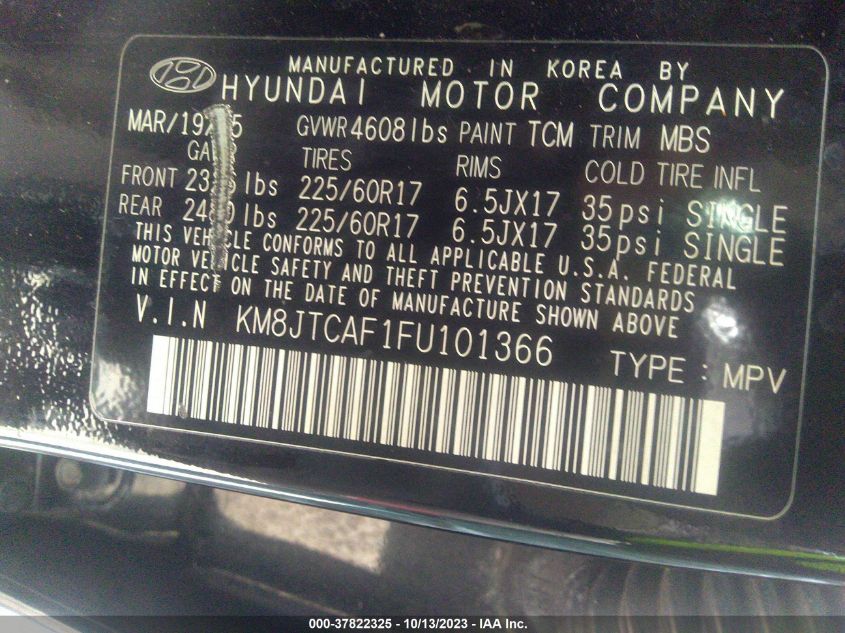 MANUFACTURED IN KOREA BY
HYUNDAI MOTOR COMPANY
GVWR 4608lbs PAINT TCM TRIM MBS
TIRES RIMS COLD TIRE INFL
FRONT lbs 225/60R17 6.5JX17 35psi SINGLE
REAR lbs 225/60R17 6.5JX17 35psi SINGLE
THIS VEHICLE CONFORMS TO ALL APPLICABLE U.S.A. FEDERAL
MOTOR VEHICLE SAFETY AND THEFT PREVENTION STANDARDS
IN EFFECT ON THE DATE OF MANUFACTURE SHOWN ABOVE
V.I.N KM8JTCAF1FU101366 TYPE : MPV
000-37822325 | 10/13/2023 - IAA Inc.